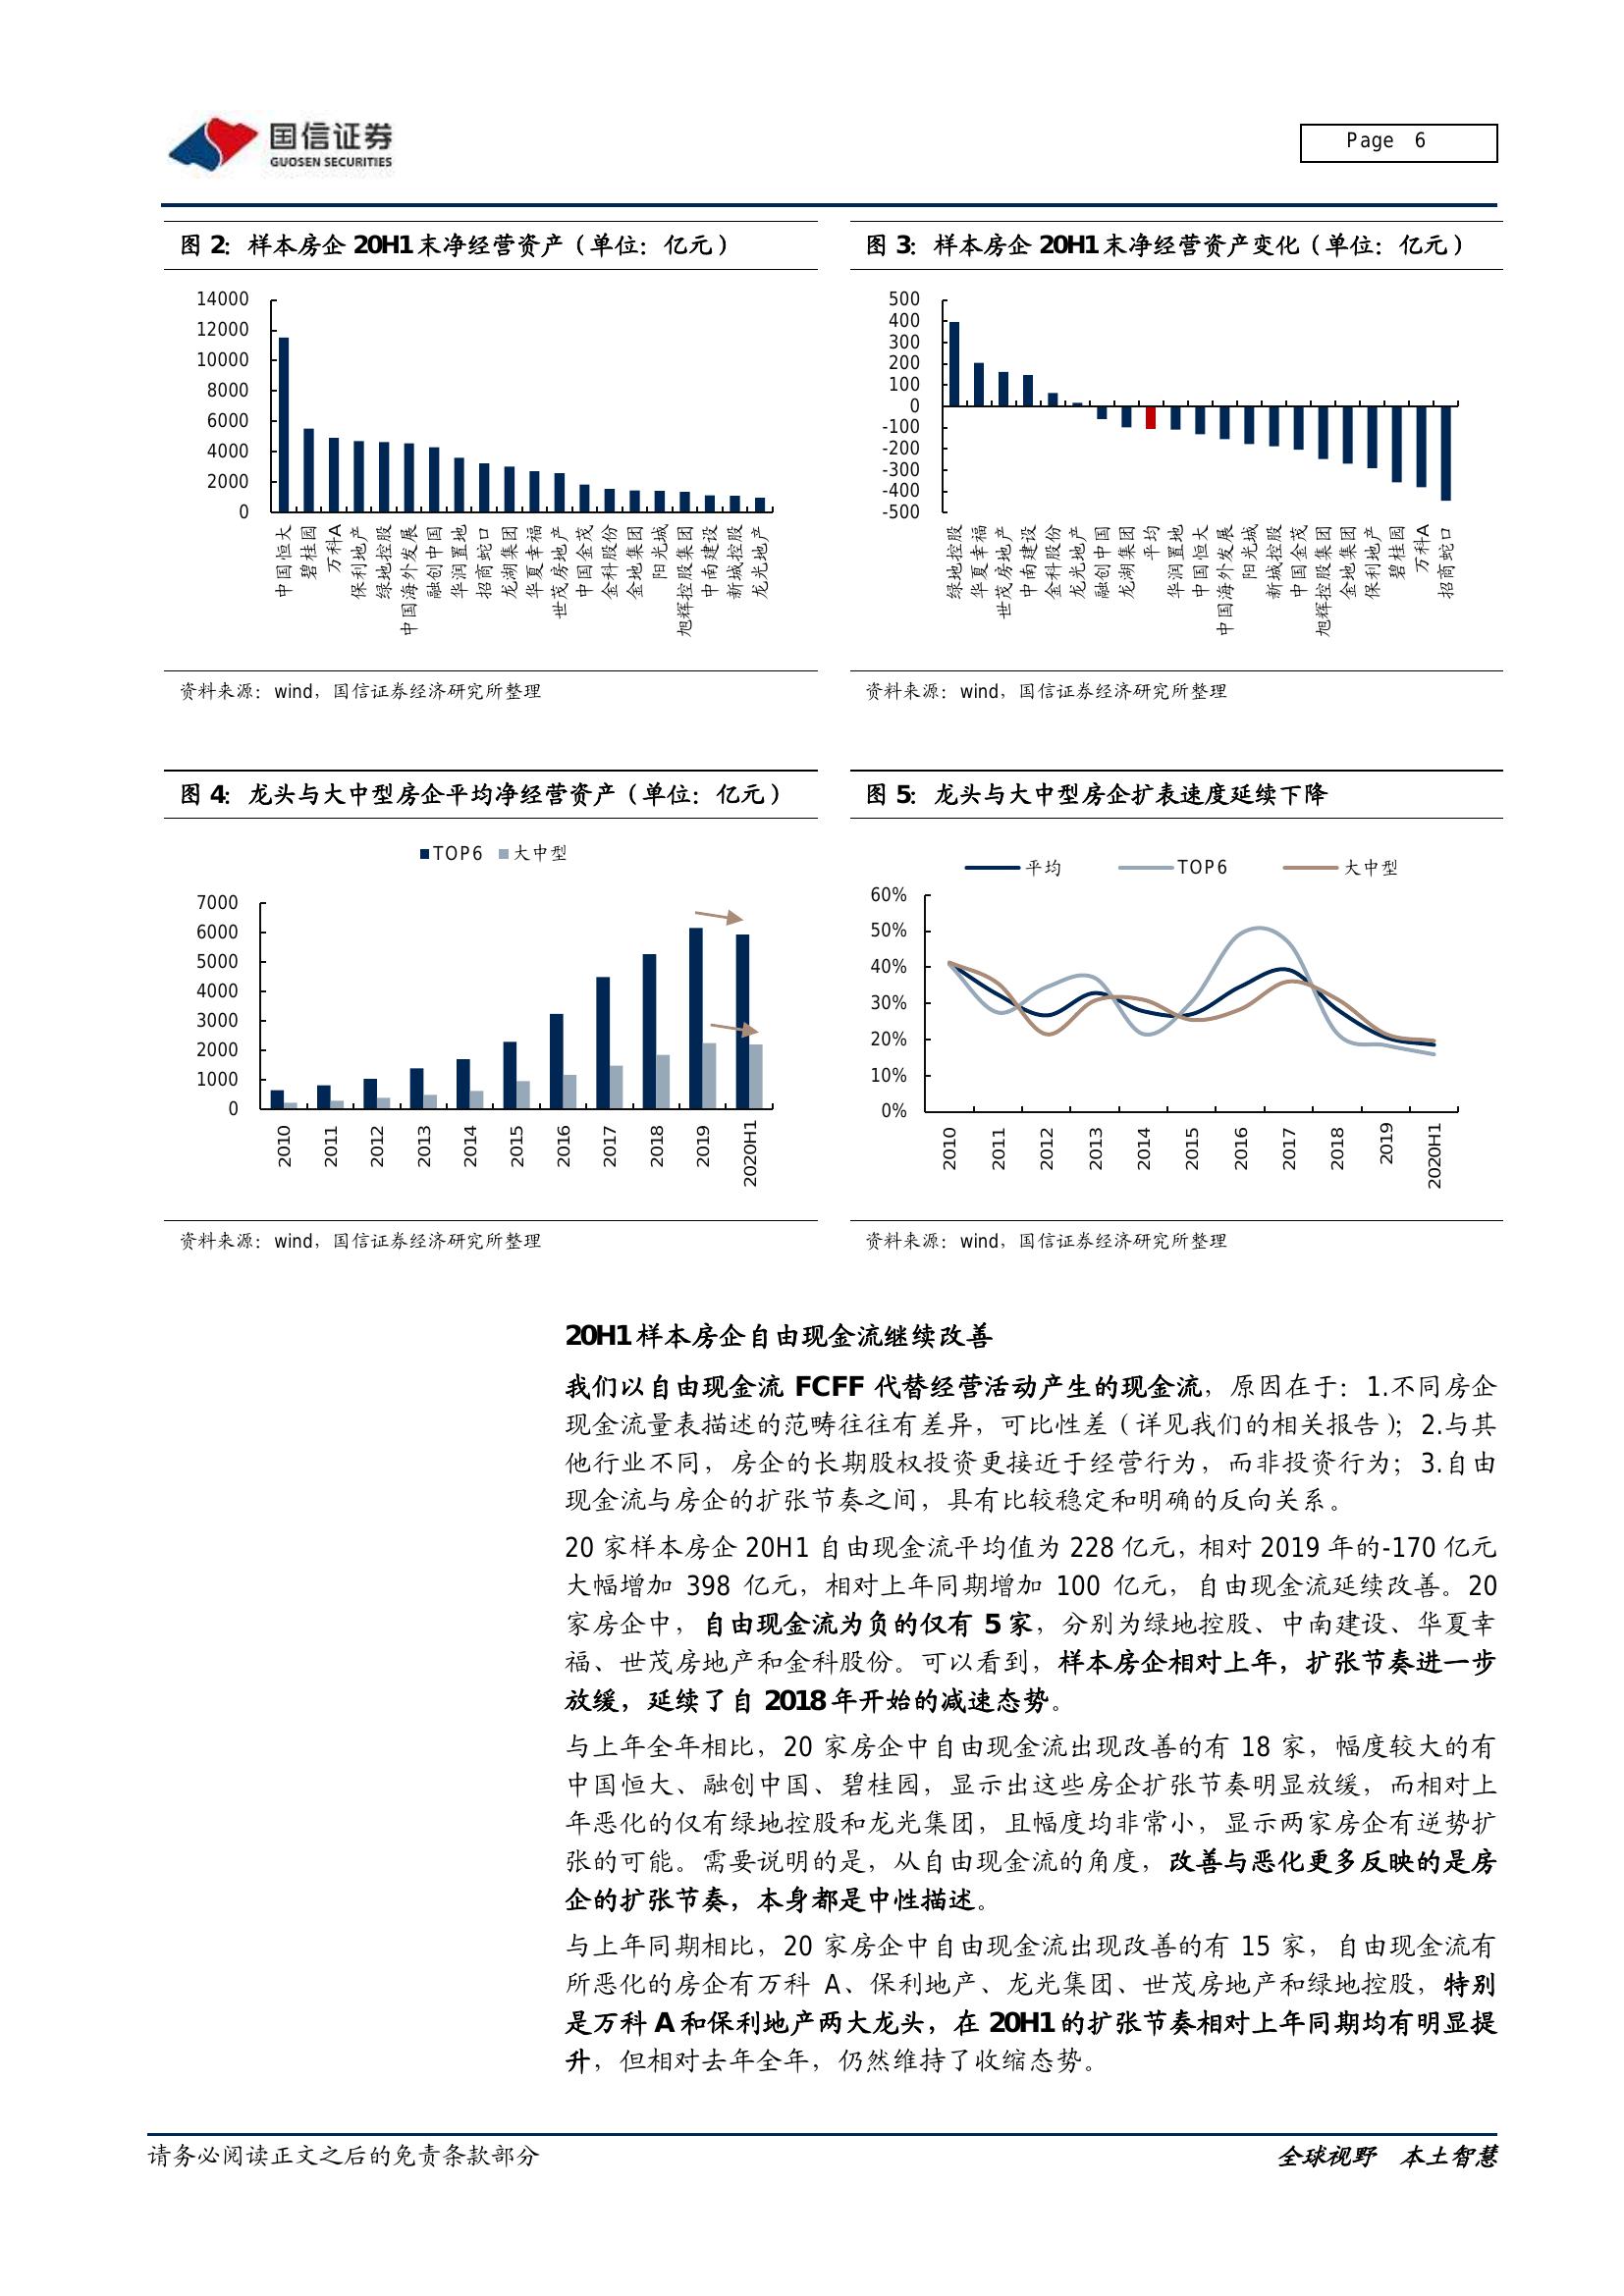 国信证券
GUOSEN SECURITIES
Page 6
图 2：样本房企 20H1 末净经营资产（单位：亿元）
14000
12000
10000
8000
6000
4000
2000
0
中国恒大
碧桂园
万科A
保利地产
绿地控股
中国海外发展
融创中国
华润置地
招商蛇口
龙湖集团
华夏幸福
世茂房地产
中国金茂
金科股份
金地集团
阳光城
旭辉控股集团
中南建设
新城控股
龙光地产
资料来源：wind，国信证券经济研究所整理
图 3：样本房企 20H1 末净经营资产变化（单位：亿元）
500
400
300
200
100
0
-100
-200
-300
-400
-500
绿地控股
华夏幸福
世茂房地产
中南建设
金科股份
龙光地产
融创中国
龙湖集团
平均
华润置地
中国恒大
中国海外发展
阳光城
新城控股
中国金茂
旭辉控股集团
金地集团
保利地产
碧桂园
万科A
招商蛇口
资料来源：wind，国信证券经济研究所整理
图 4：龙头与大中型房企平均净经营资产（单位：亿元）
TOP6 大中型
7000
6000
5000
4000
3000
2000
1000
0
2010
2011
2012
2013
2014
2015
2016
2017
2018
2019
2020H1
资料来源：wind，国信证券经济研究所整理
图 5：龙头与大中型房企扩表速度延续下降
平均 TOP6 大中型
60%
50%
40%
30%
20%
10%
0%
2010
2011
2012
2013
2014
2015
2016
2017
2018
2019
2020H1
资料来源：wind，国信证券经济研究所整理
20H1 样本房企自由现金流继续改善
我们以自由现金流 FCFF 代替经营活动产生的现金流，原因在于：1.不同房企
现金流量表描述的范畴往往有差异，可比性差（详见我们的相关报告）；2.与其
他行业不同，房企的长期股权投资更接近于经营行为，而非投资行为；3.自由
现金流与房企的扩张节奏之间，具有比较稳定和明确的反向关系。
20 家样本房企 20H1 自由现金流平均值为 228 亿元，相对 2019 年的-170 亿元
大幅增加 398 亿元，相对上年同期增加 100 亿元，自由现金流延续改善。20
家房企中，自由现金流为负的仅有 5 家，分别为绿地控股、中南建设、华夏幸
福、世茂房地产和金科股份。可以看到，样本房企相对上年，扩张节奏进一步
放缓，延续了自 2018 年开始的减速态势。
与上年全年相比，20 家房企中自由现金流出现改善的有 18 家，幅度较大的有
中国恒大、融创中国、碧桂园，显示出这些房企扩张节奏明显放缓，而相对上
年恶化的仅有绿地控股和龙光集团，且幅度均非常小，显示两家房企有逆势扩
张的可能。需要说明的是，从自由现金流的角度，改善与恶化更多反映的是房
企的扩张节奏，本身都是中性描述。
与上年同期相比，20 家房企中自由现金流出现改善的有 15 家，自由现金流有
所恶化的房企有万科 A、保利地产、龙光集团、世茂房地产和绿地控股，特别
是万科 A 和保利地产两大龙头，在 20H1 的扩张节奏相对上年同期均有明显提
升，但相对去年全年，仍然维持了收缩态势。
请务必阅读正文之后的免责条款部分
全球视野 本土智慧